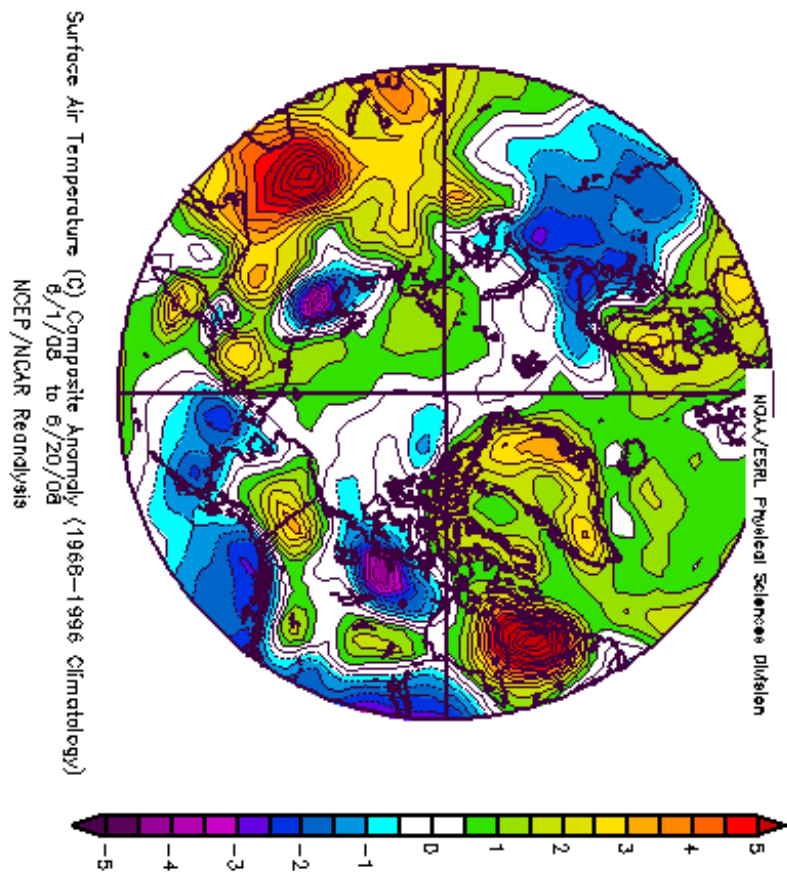 NOAA/ESRL Physical Sciences Division
5
4
3
2
1
0
-1
-2
-3
-4
-5
Surface Air Temperature (C) Composite Anomaly (1968-1996 Climatology)
6/1/08 to 6/20/08
NCEP/NCAR Reanalysis